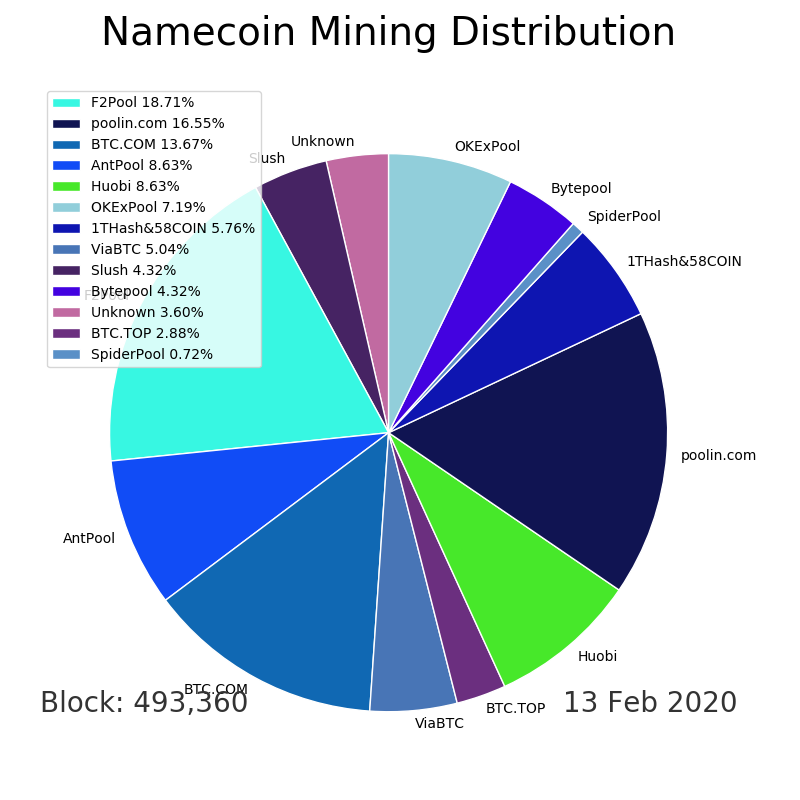 Namecoin Mining Distribution
F2Pool 18.71%
poolin.com 16.55%
BTC.COM 13.67%
AntPool 8.63%
Huobi 8.63%
OKExPool 7.19%
1THash&58COIN 5.76%
ViaBTC 5.04%
Slush 4.32%
Bytepool 4.32%
Unknown 3.60%
BTC.TOP 2.88%
SpiderPool 0.72%
Unknown
Slush
OKExPool
Bytepool
SpiderPool
1THash&58COIN
F2Pool
poolin.com
AntPool
Huobi
BTC.COM
BTC.TOP
ViaBTC
Block: 493,360
13 Feb 2020